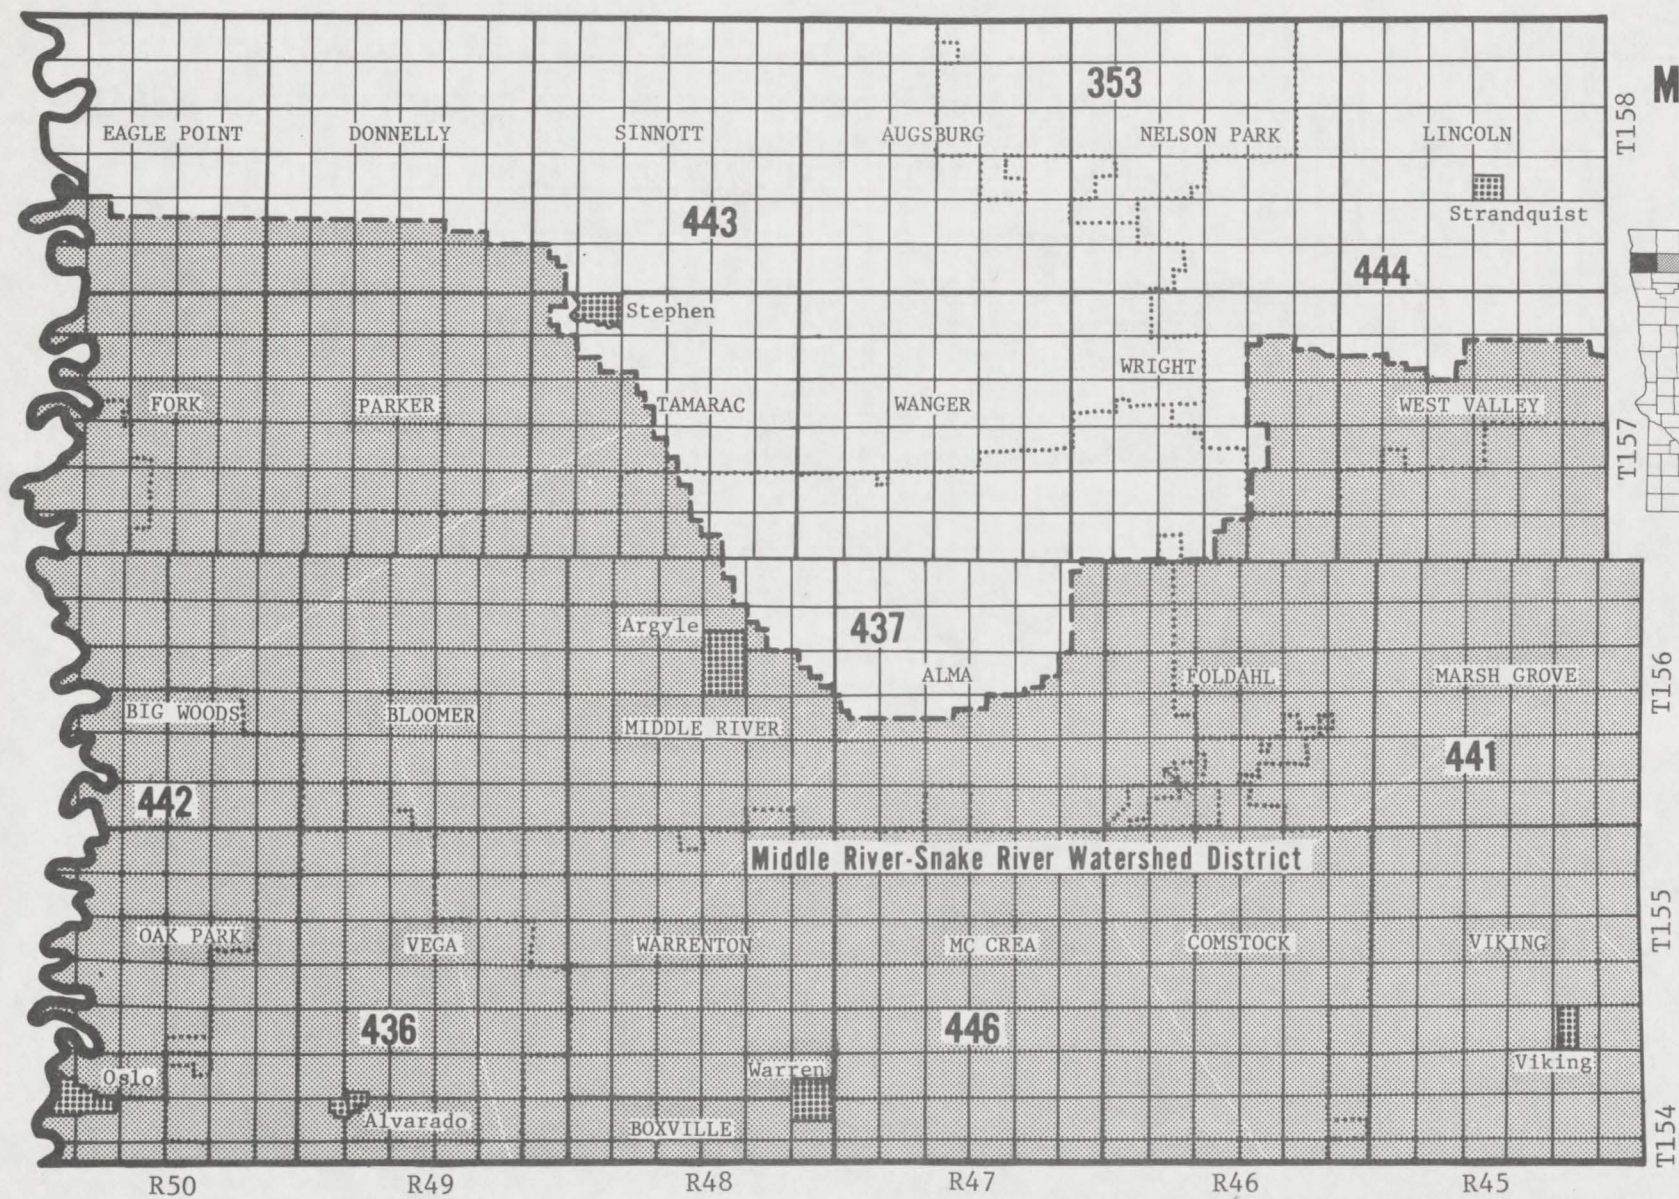 353
M
T158
EAGLE POINT
DONNELLY
SINNOTT
AUGSBURG
NELSON PARK
LINCOLN
Strandquist
443
444
Stephen
WRIGHT
FORK
PARKER
TAMARAC
WANGER
WEST VALLEY
T157
Argyle
437
ALMA
FOLDAHL
MARSH GROVE
T156
BIG WOODS
BLOOMER
MIDDLE RIVER
441
442
Middle River-Snake River Watershed District
OAK PARK
VEGA
WARRENTON
MC CREA
COMSTOCK
VIKING
T155
436
446
Oslo
Warren
Viking
Alvarado
BOXVILLE
T154
R50
R49
R48
R47
R46
R45